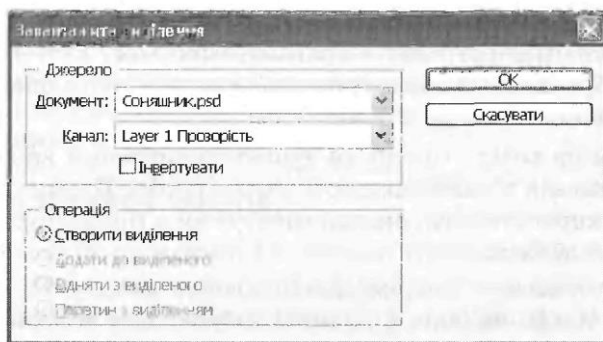 Завантажити виділення
Джерело
OK
Документ: Соняшник.psd
Скасувати
Канал: Layer 1 Прозорість
Інвертувати
Операція
Створити виділення
Додати до виділеного
Відняти з виділеного
Перетин і виділенням